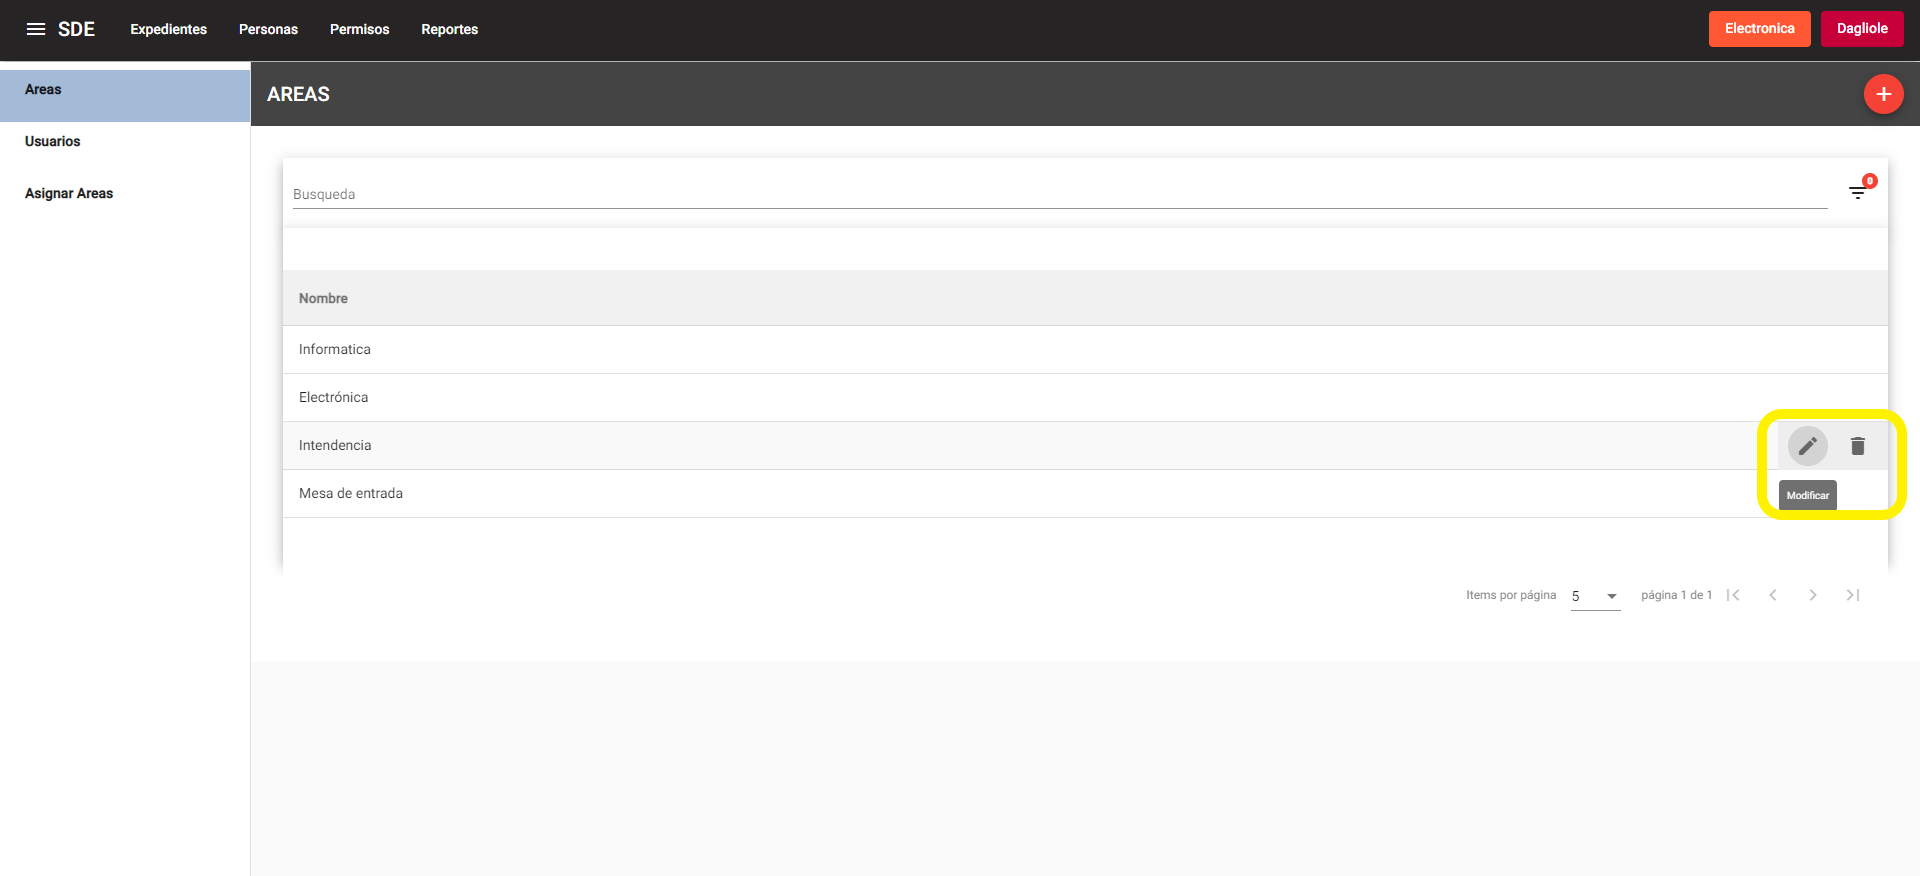 SDE Expedientes Personas Permisos Reportes Electronica Dagliole
Areas
Usuarios
Asignar Areas
AREAS
Busqueda
0
Nombre
Informatica
Electrónica
Intendencia
Mesa de entrada
Modificar
Items por página 5 página 1 de 1